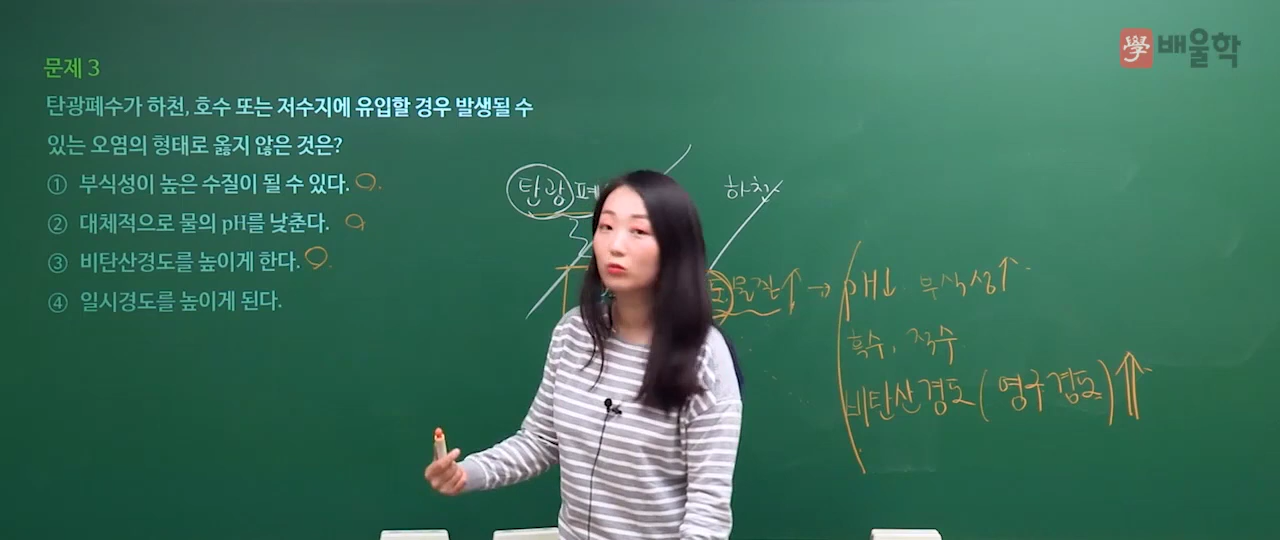 學 배울학
문제 3
탄광폐수가 하천, 호수 또는 저수지에 유입할 경우 발생될 수
있는 오염의 형태로 옳지 않은 것은?
① 부식성이 높은 수질이 될 수 있다.
② 대체적으로 물의 pH를 낮춘다.
③ 비탄산경도를 높이게 한다.
④ 일시경도를 높이게 된다.
탄광폐
하천
물질↑ → pH↓ 부식성↑
흑수, 적수
비탄산경도(영구경도)⇑